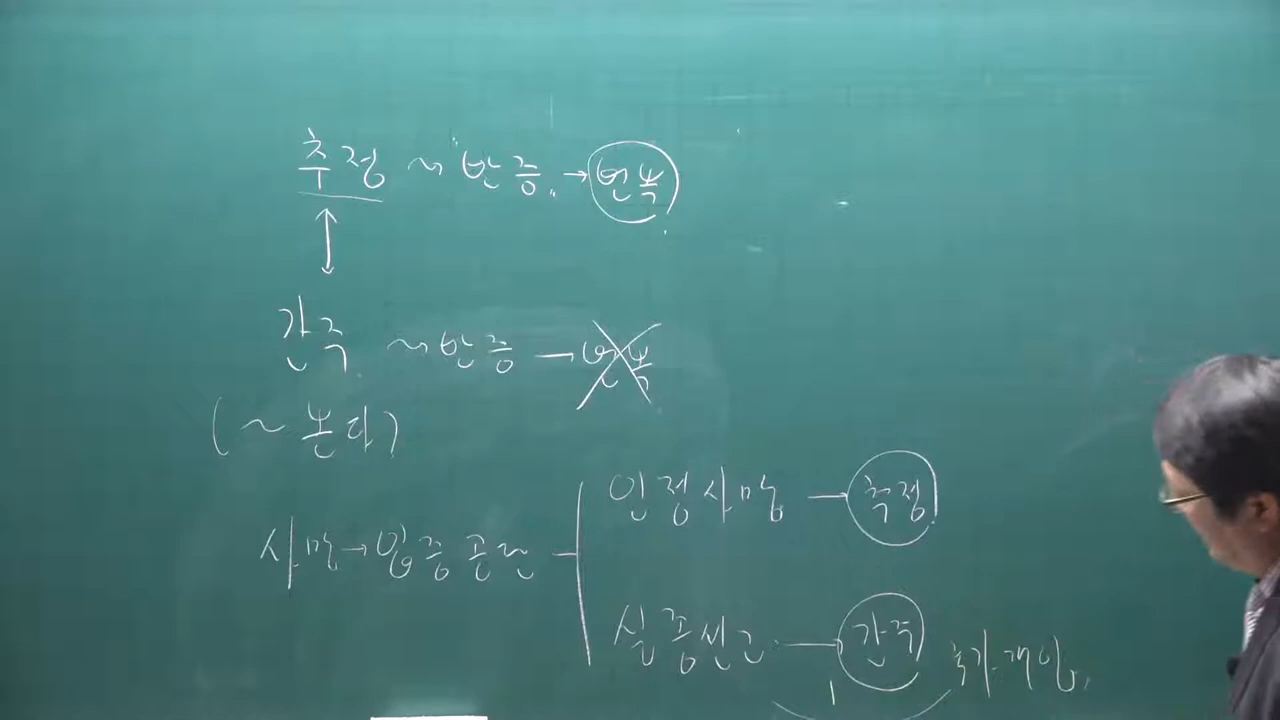 추정 ~ 반증 → 번복
간주 ~ 반증 → 번복
(~ 본다)
사망 → 입증 곤란
인정사망 → 추정
실종선고 → 간주